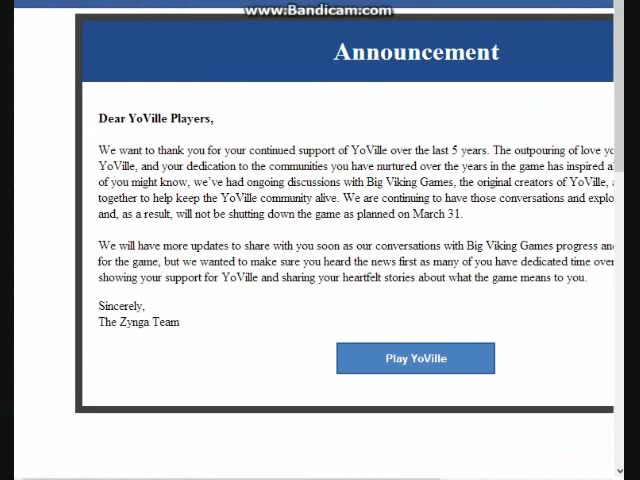 www.Bandicam.com
Announcement
Dear YoVille Players,
We want to thank you for your continued support of YoVille over the last 5 years. The outpouring of love
YoVille, and your dedication to the communities you have nurtured over the years in the game has inspired
of you might know, we've had ongoing discussions with Big Viking Games, the original creators of YoVille,
together to help keep the YoVille community alive. We are continuing to have those conversations and
and, as a result, will not be shutting down the game as planned on March 31.
We will have more updates to share with you soon as our conversations with Big Viking Games progress
for the game, but we wanted to make sure you heard the news first as many of you have dedicated time
showing your support for YoVille and sharing your heartfelt stories about what the game means to you.
Sincerely,
The Zynga Team
Play YoVille